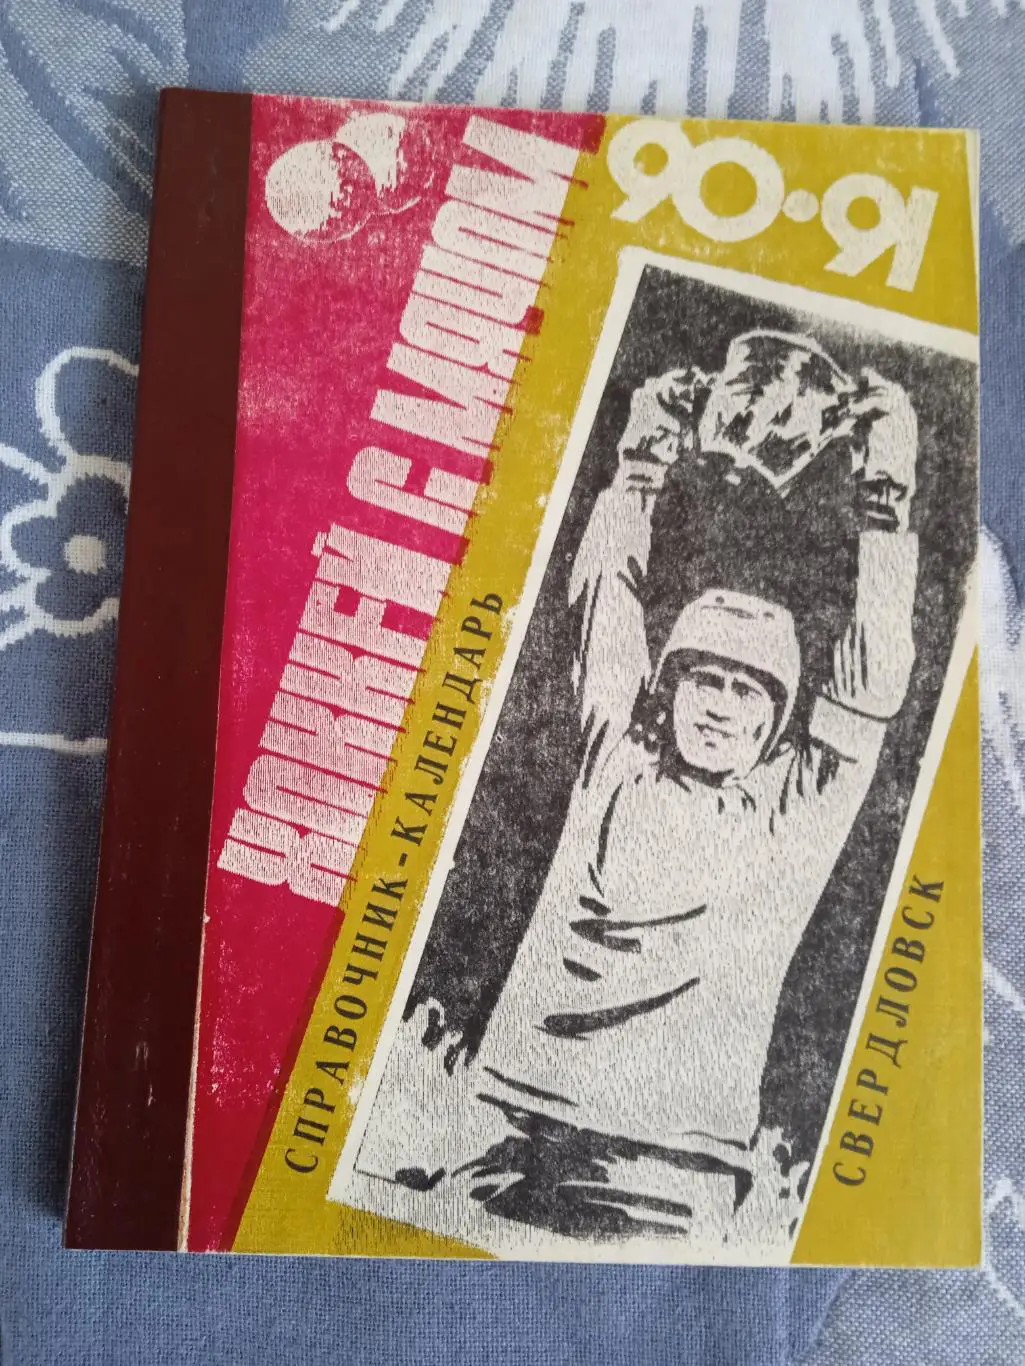 90·91
ХОККЕЙ С МЯЧОМ
СПРАВОЧНИК-КАЛЕНДАРЬ
СВЕРДЛОВСК